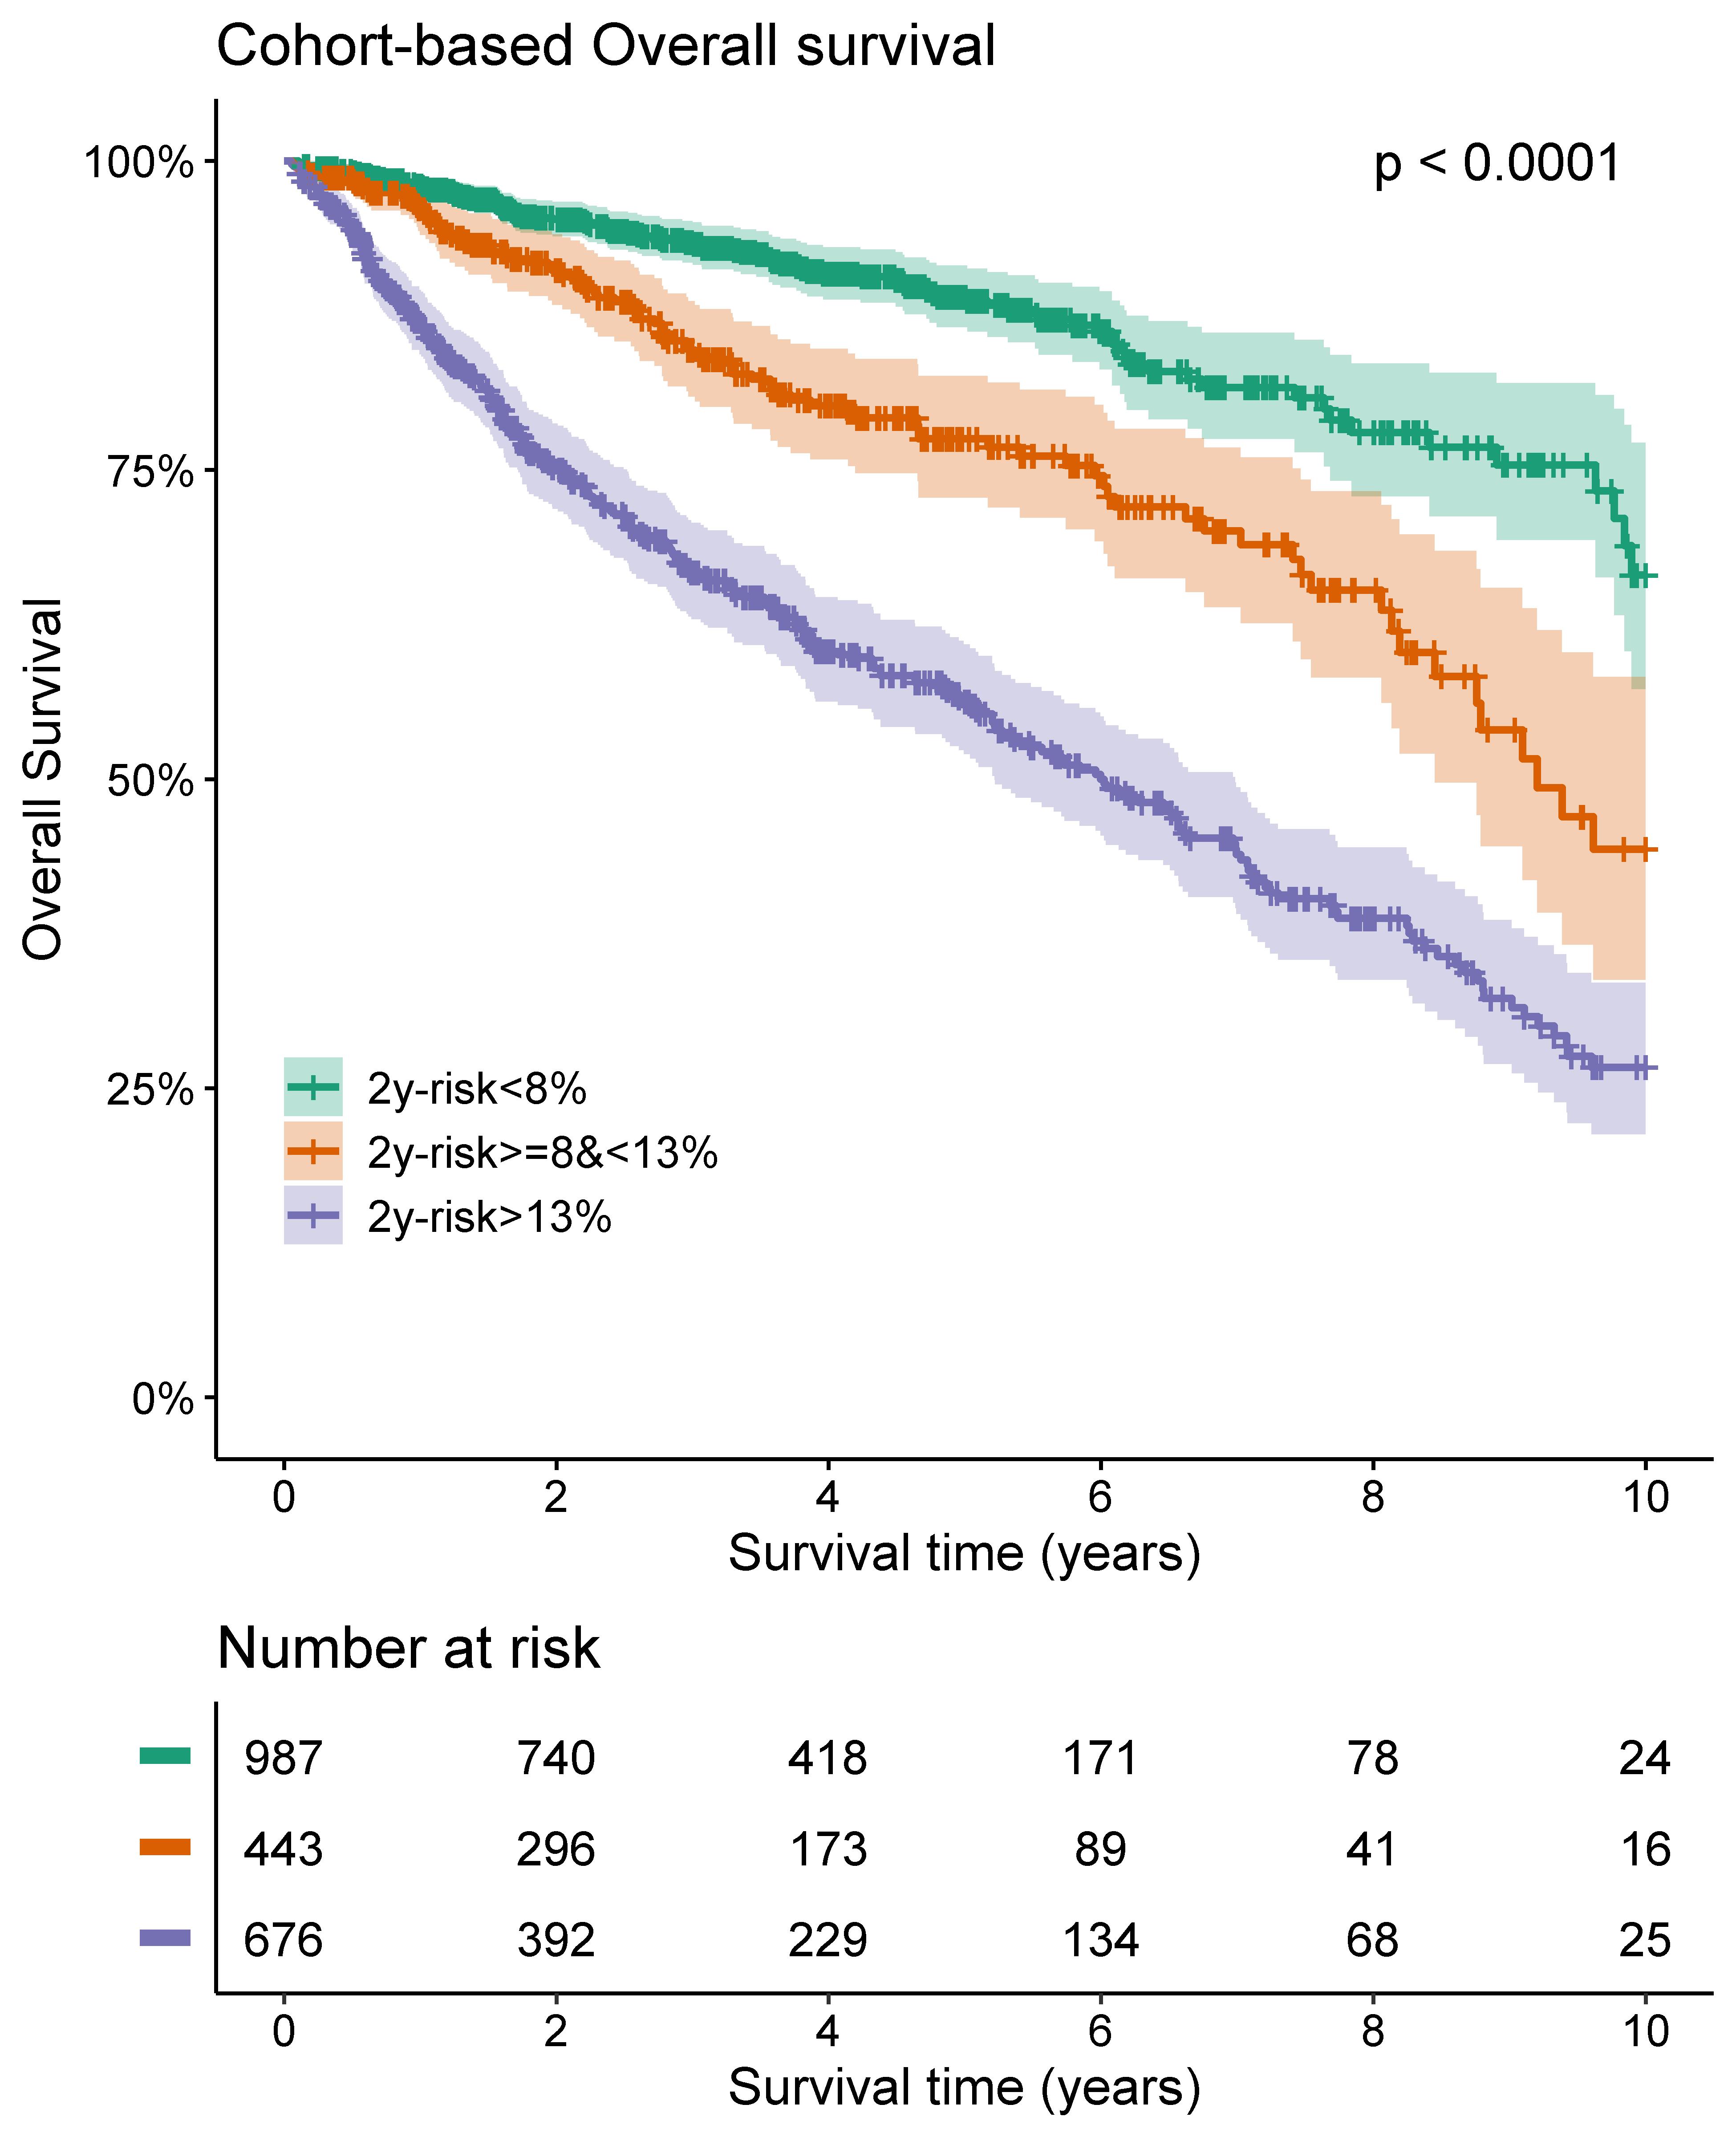 Cohort-based Overall survival
p < 0.0001
100%
75%
50%
25%
0%
Overall Survival
2y-risk<8%
2y-risk>=8&<13%
2y-risk>13%
0 2 4 6 8 10
Survival time (years)
Number at risk
987 740 418 171 78 24
443 296 173 89 41 16
676 392 229 134 68 25
0 2 4 6 8 10
Survival time (years)